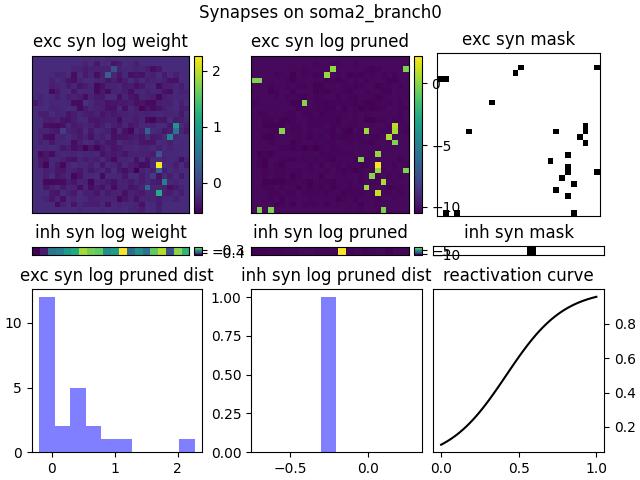 Synapses on soma2_branch0
exc syn log weight
exc syn log pruned
exc syn mask
2
1
0
0
−5
−10
inh syn log weight
inh syn log pruned
inh syn mask
−0.4
−10
exc syn log pruned dist
inh syn log pruned dist
reactivation curve
10
5
0
0
1
2
1.00
0.75
0.50
0.25
0.00
−0.5
0.0
0.8
0.6
0.4
0.2
0.0
0.5
1.0